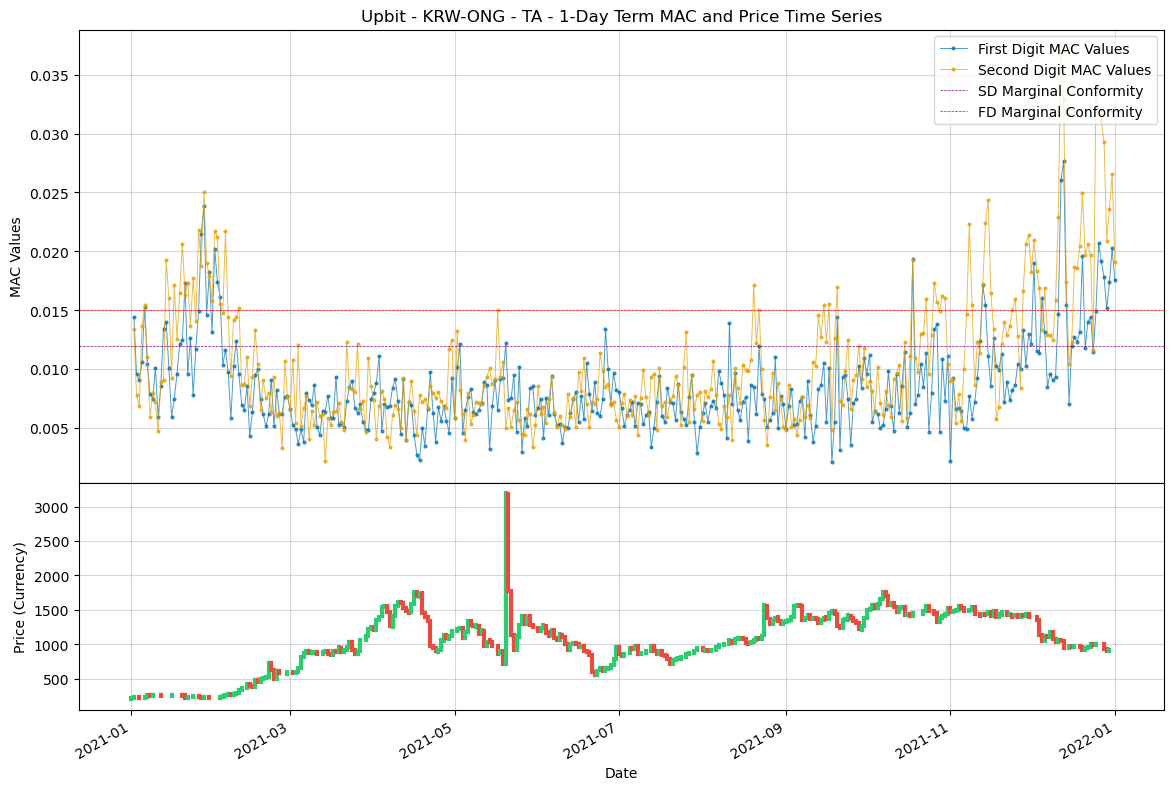 Upbit - KRW-ONG - TA - 1-Day Term MAC and Price Time Series
First Digit MAC Values
Second Digit MAC Values
SD Marginal Conformity
FD Marginal Conformity
MAC Values
0.035
0.030
0.025
0.020
0.015
0.010
0.005
Price (Currency)
3000
2500
2000
1500
1000
500
2021-01
2021-03
2021-05
2021-07
2021-09
2021-11
2022-01
Date